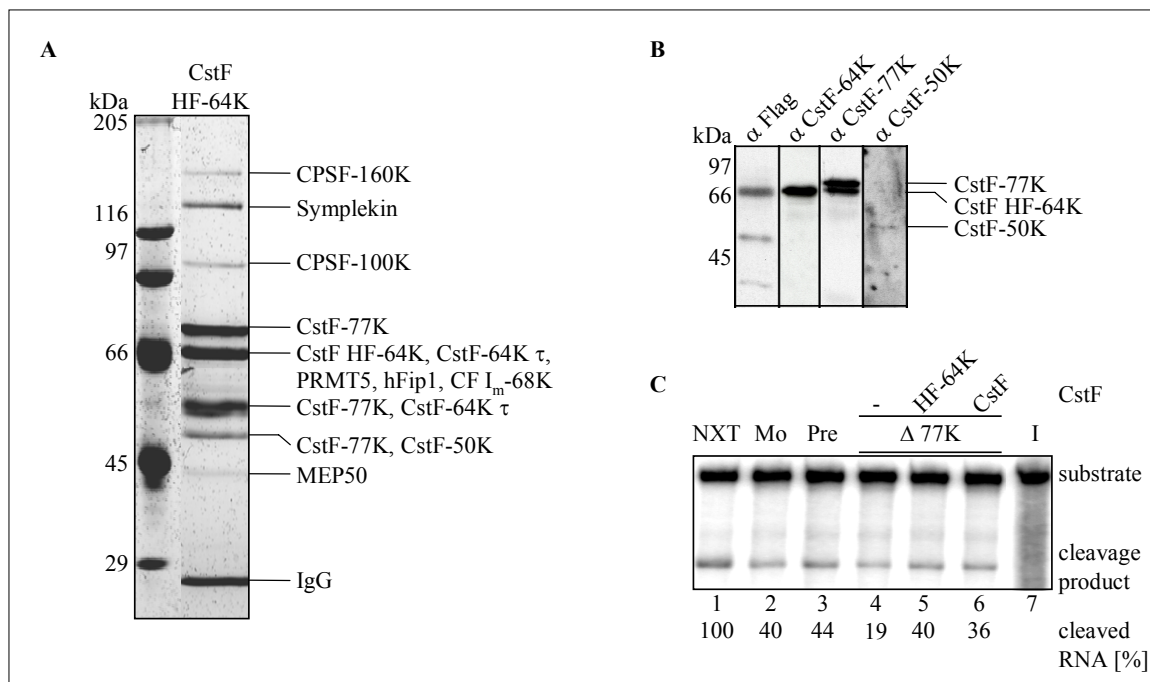 A
CstF
HF-64K
kDa
205
116
97
66
45
29
CPSF-160K
Symplekin
CPSF-100K
CstF-77K
CstF HF-64K, CstF-64K τ,
PRMT5, hFip1, CF Im-68K
CstF-77K, CstF-64K τ
CstF-77K, CstF-50K
MEP50
IgG
B
α Flag
α CstF-64K
α CstF-77K
α CstF-50K
kDa
97
66
45
CstF-77K
CstF HF-64K
CstF-50K
C
- HF-64K CstF CstF
NXT Mo Pre Δ 77K I
substrate
cleavage
product
1 2 3 4 5 6 7
100 40 44 19 40 36 cleaved
RNA [%]